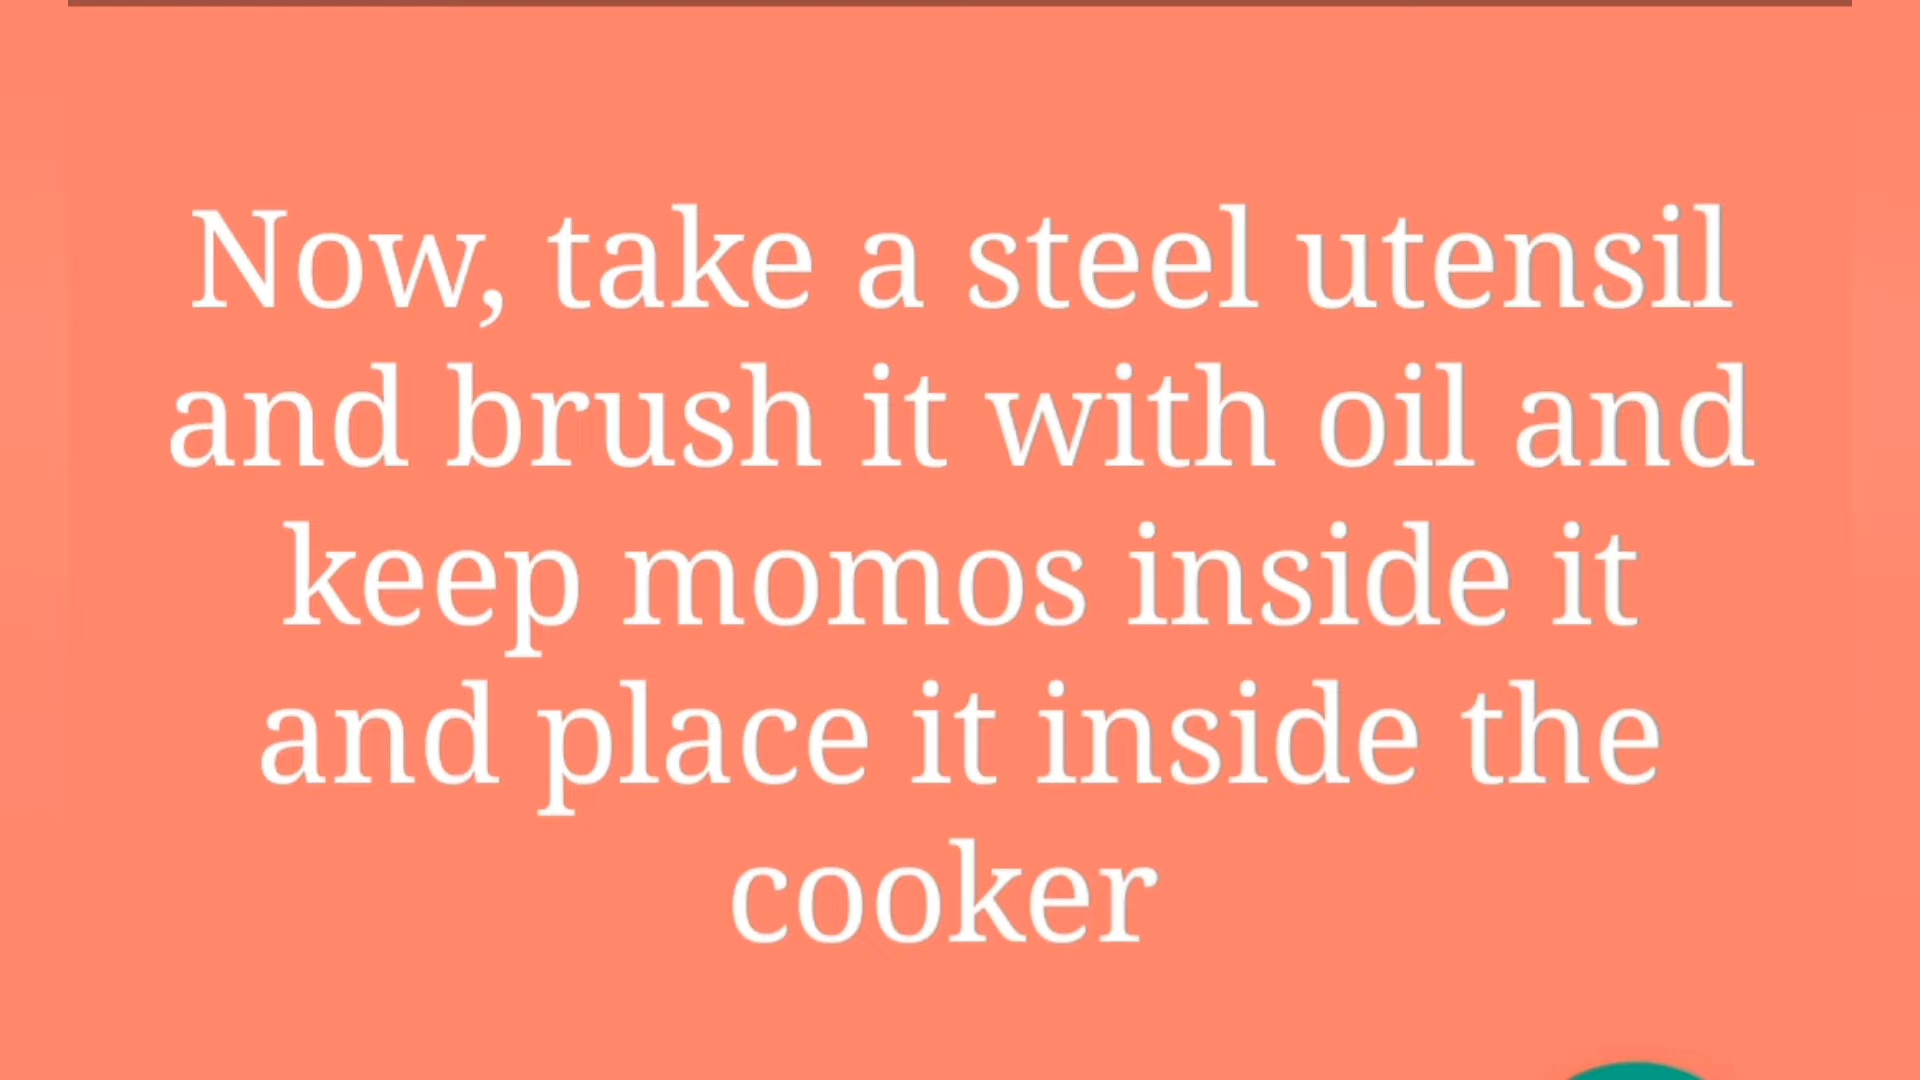 Now, take a steel utensil
and brush it with oil and
keep momos inside it
and place it inside the
cooker